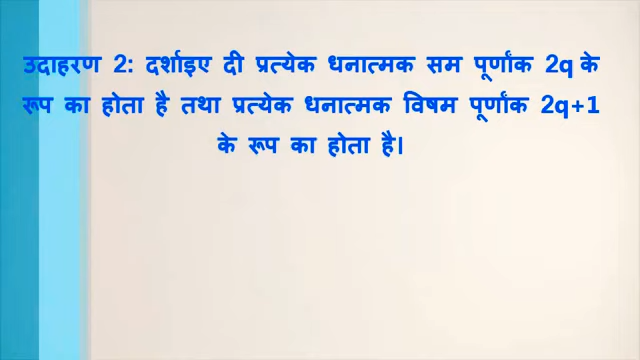 उदाहरण 2: दर्शाइए दी प्रत्येक धनात्मक सम पूर्णांक 2q के
रूप का होता है तथा प्रत्येक धनात्मक विषम पूर्णांक 2q+1
के रूप का होता है।